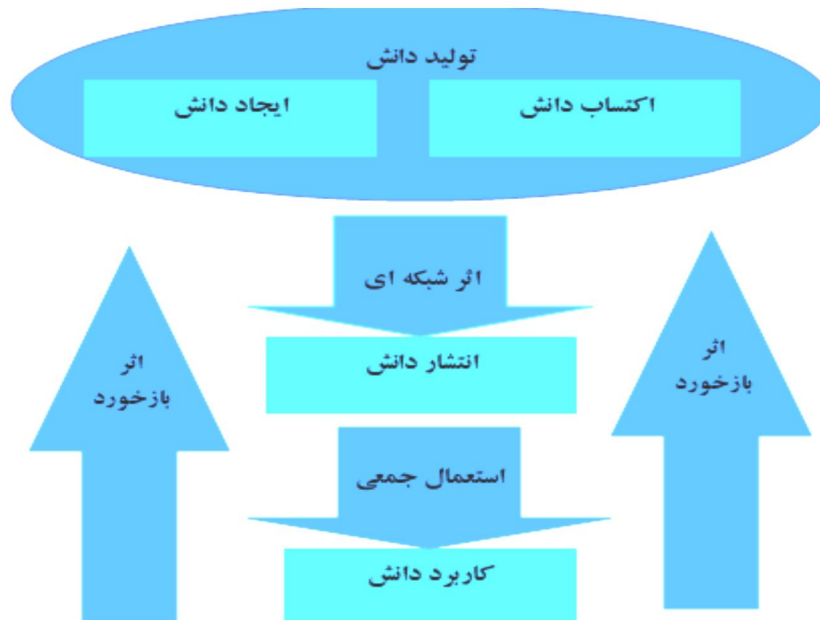 تولید دانش
اکتساب دانش
ایجاد دانش
اثر شبکه ای
انتشار دانش
اثر
بازخورد
اثر
بازخورد
استعمال جمعی
کاربرد دانش